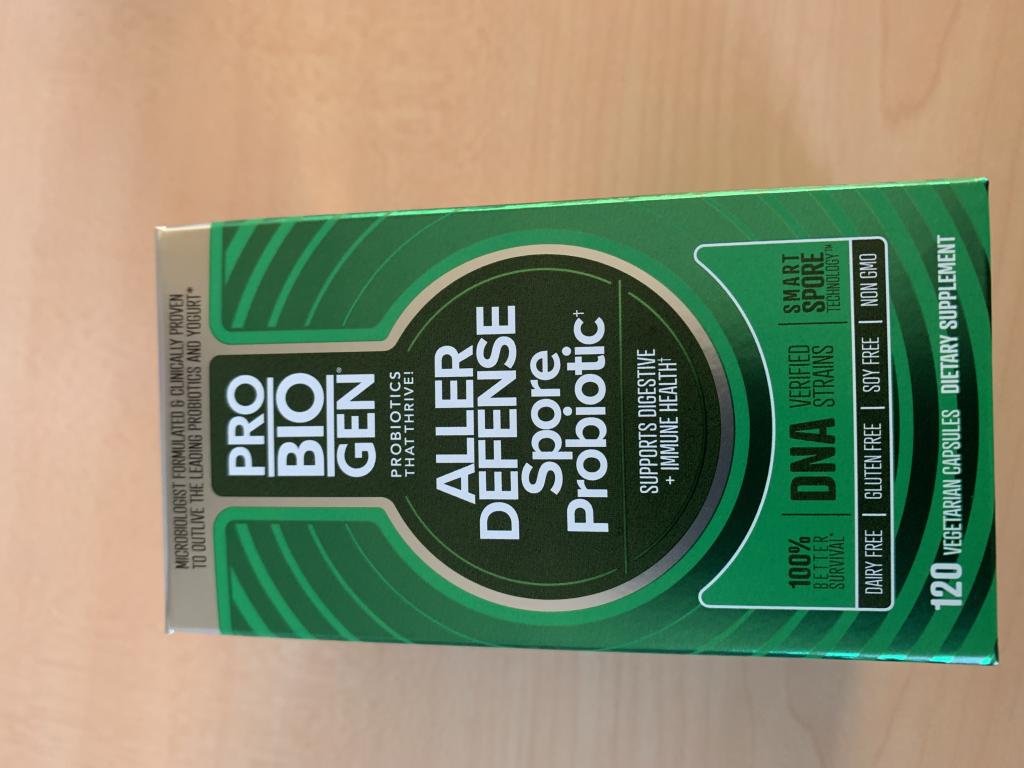 MICROBIOLOGIST FORMULATED & CLINICALLY PROVEN
TO OUTLIVE THE LEADING PROBIOTICS AND YOGURT*
PRO
BIO
GEN®
PROBIOTICS
THAT THRIVE!
ALLER
DEFENSE
Spore
Probiotic†
SUPPORTS DIGESTIVE
+ IMMUNE HEALTH†
100%
BETTER
SURVIVAL*
DNA VERIFIED
STRAINS
SMART
SPORE
TECHNOLOGY™
DAIRY FREE | GLUTEN FREE | SOY FREE | NON GMO
120 VEGETARIAN CAPSULES DIETARY SUPPLEMENT